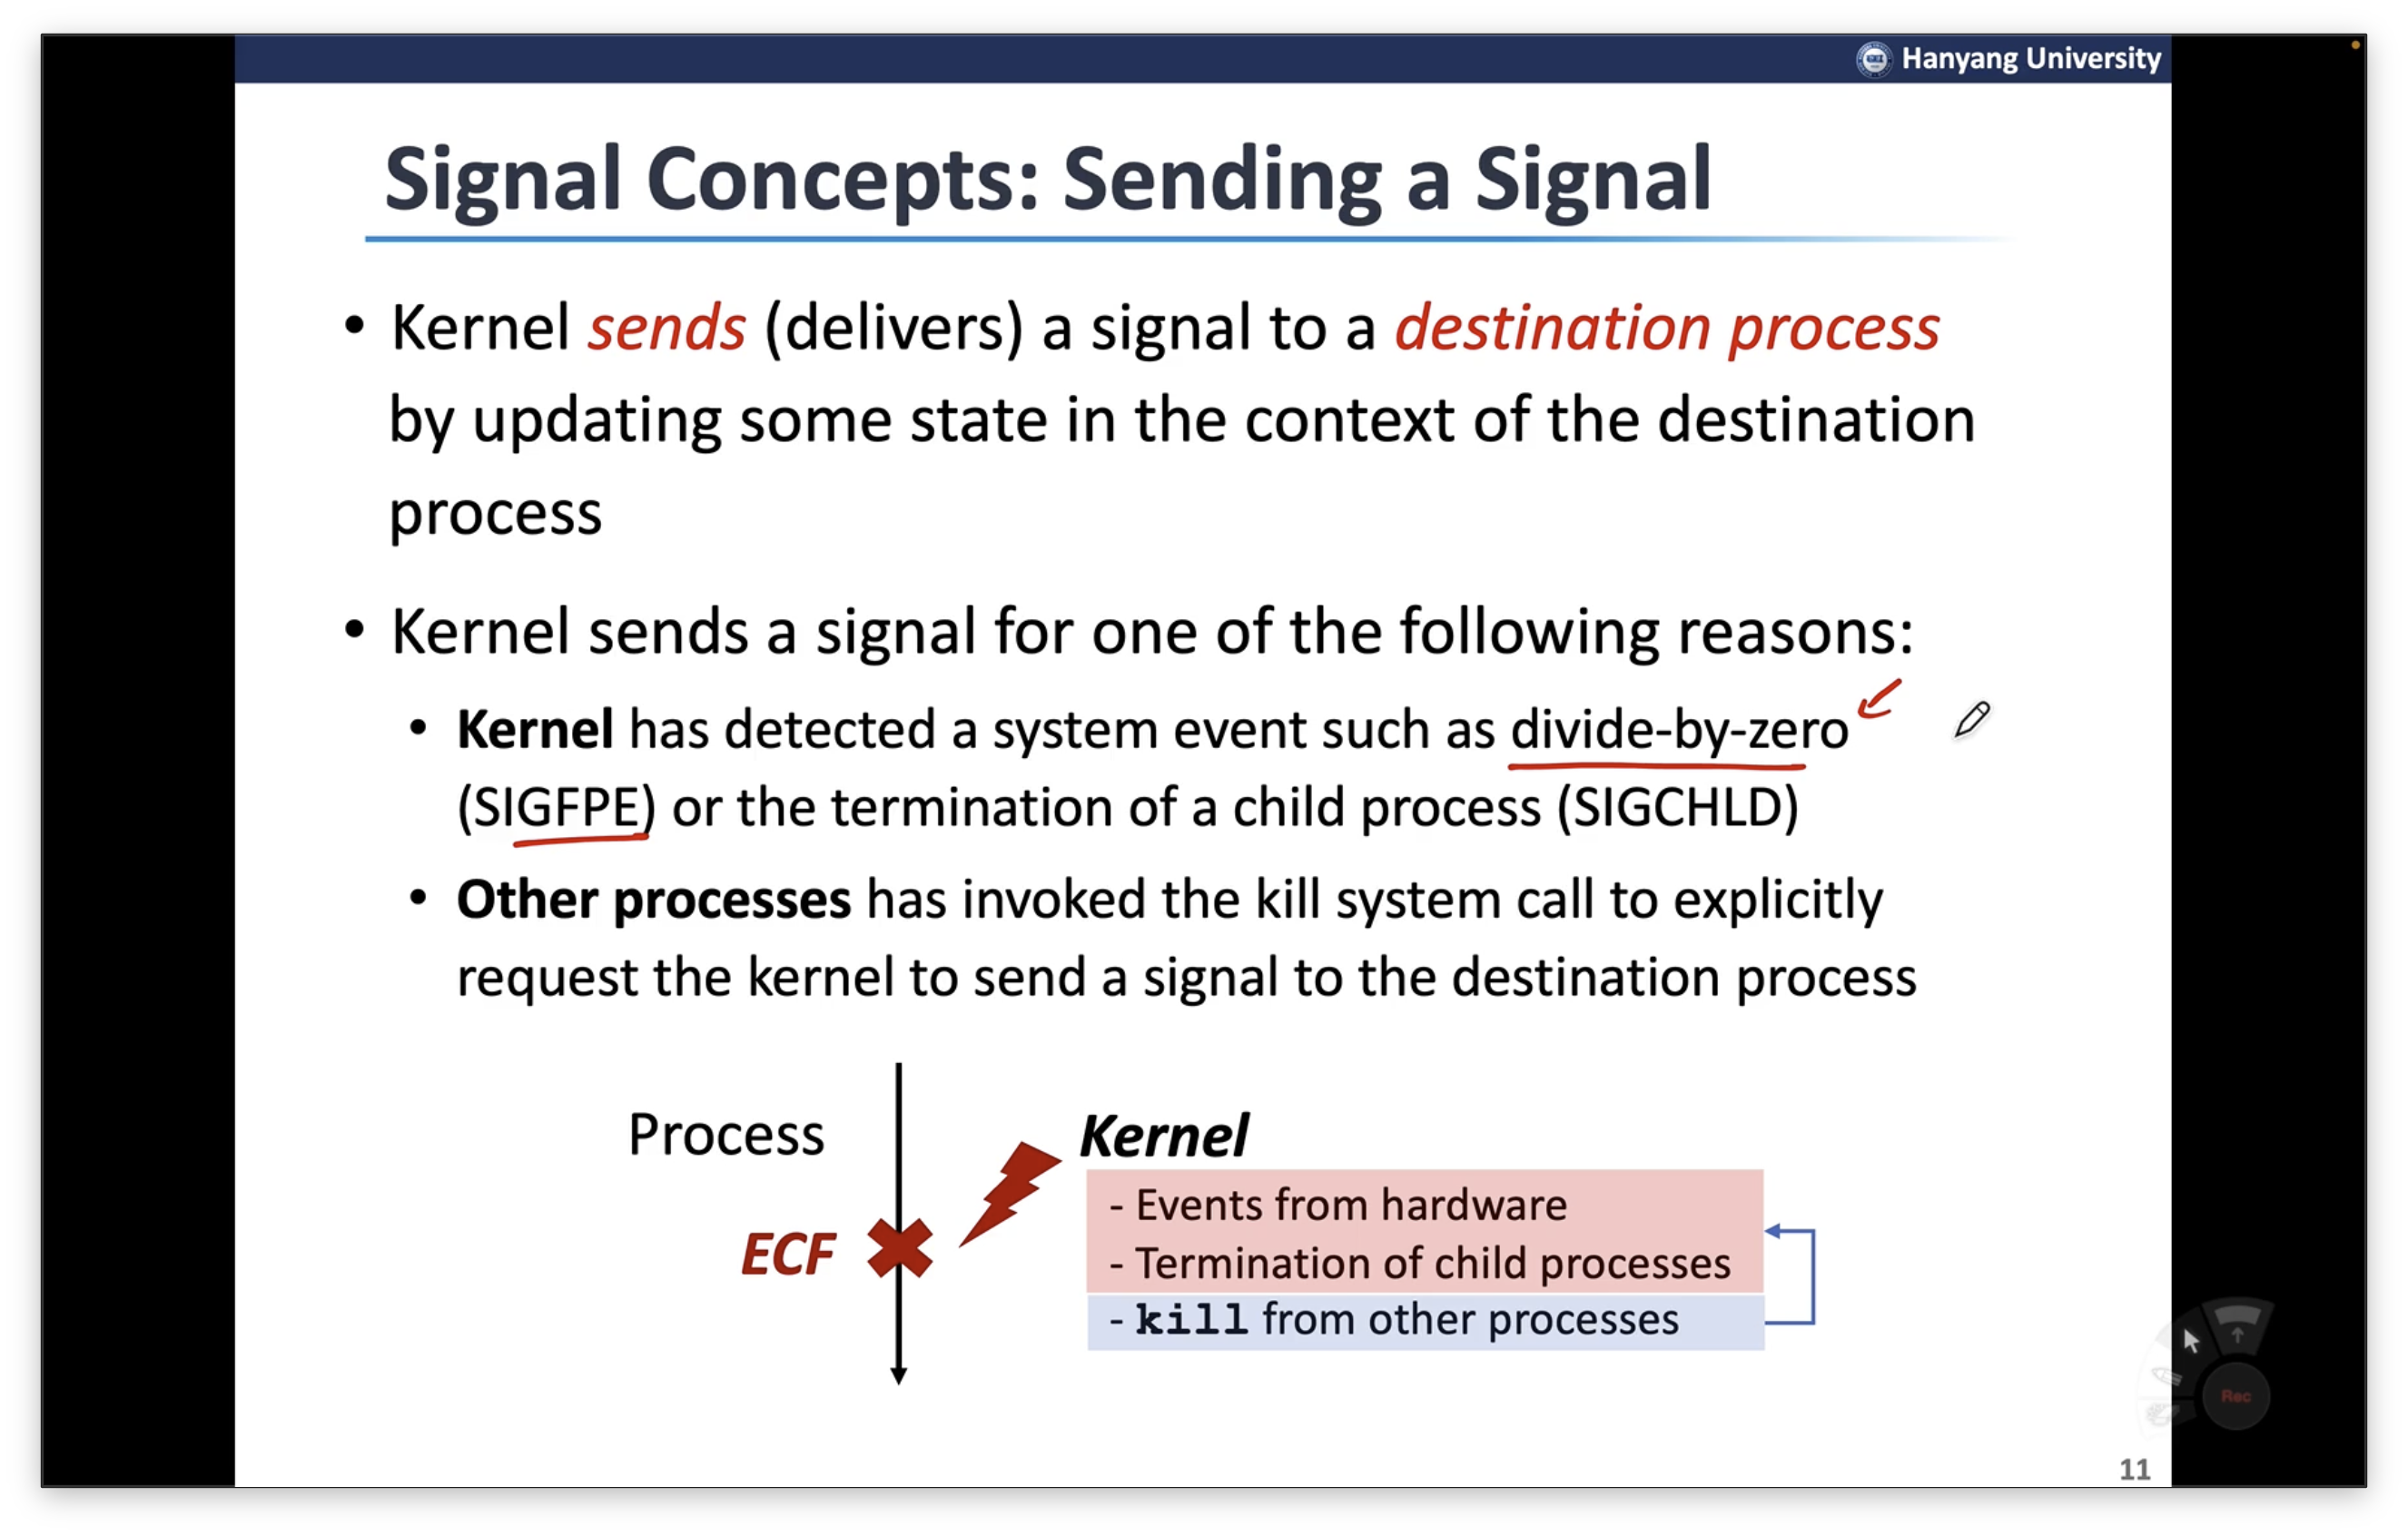 Hanyang University
Signal Concepts: Sending a Signal
• Kernel sends (delivers) a signal to a destination process
by updating some state in the context of the destination
process
• Kernel sends a signal for one of the following reasons:
• Kernel has detected a system event such as divide-by-zero
(SIGFPE) or the termination of a child process (SIGCHLD)
• Other processes has invoked the kill system call to explicitly
request the kernel to send a signal to the destination process
Process
Kernel
- Events from hardware
ECF
- Termination of child processes
- kill from other processes
Rec
11